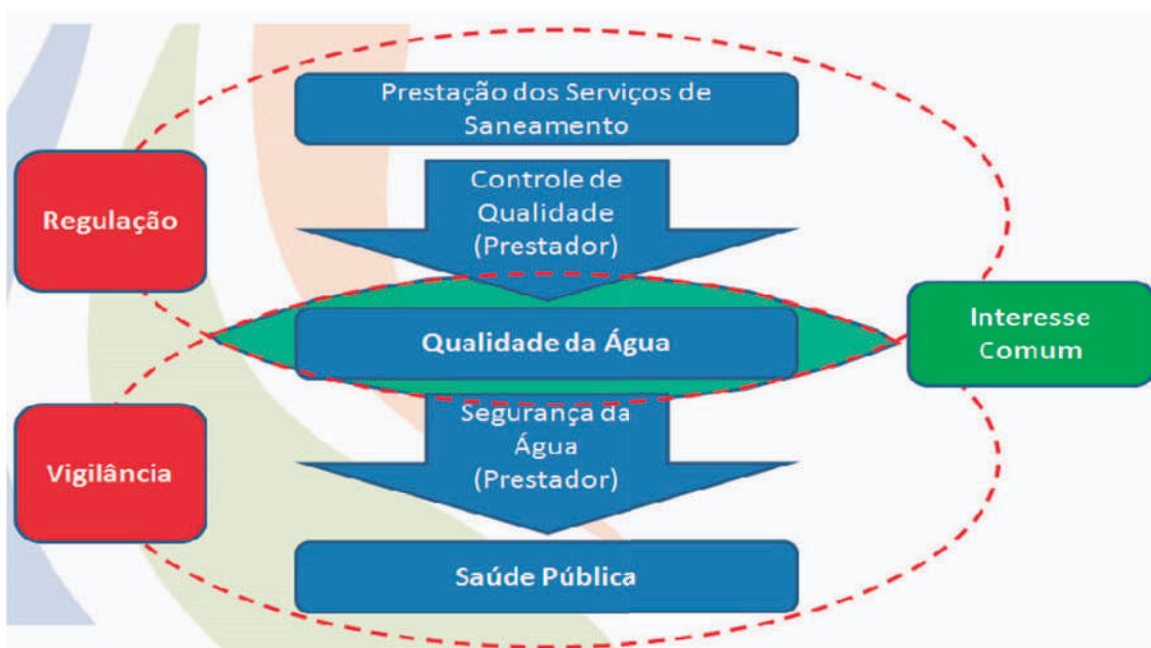 Prestação dos Serviços de
Saneamento
Controle de
Qualidade
(Prestador)
Regulação
Qualidade da Água
Interesse
Comum
Segurança da
Água
(Prestador)
Vigilância
Saúde Pública